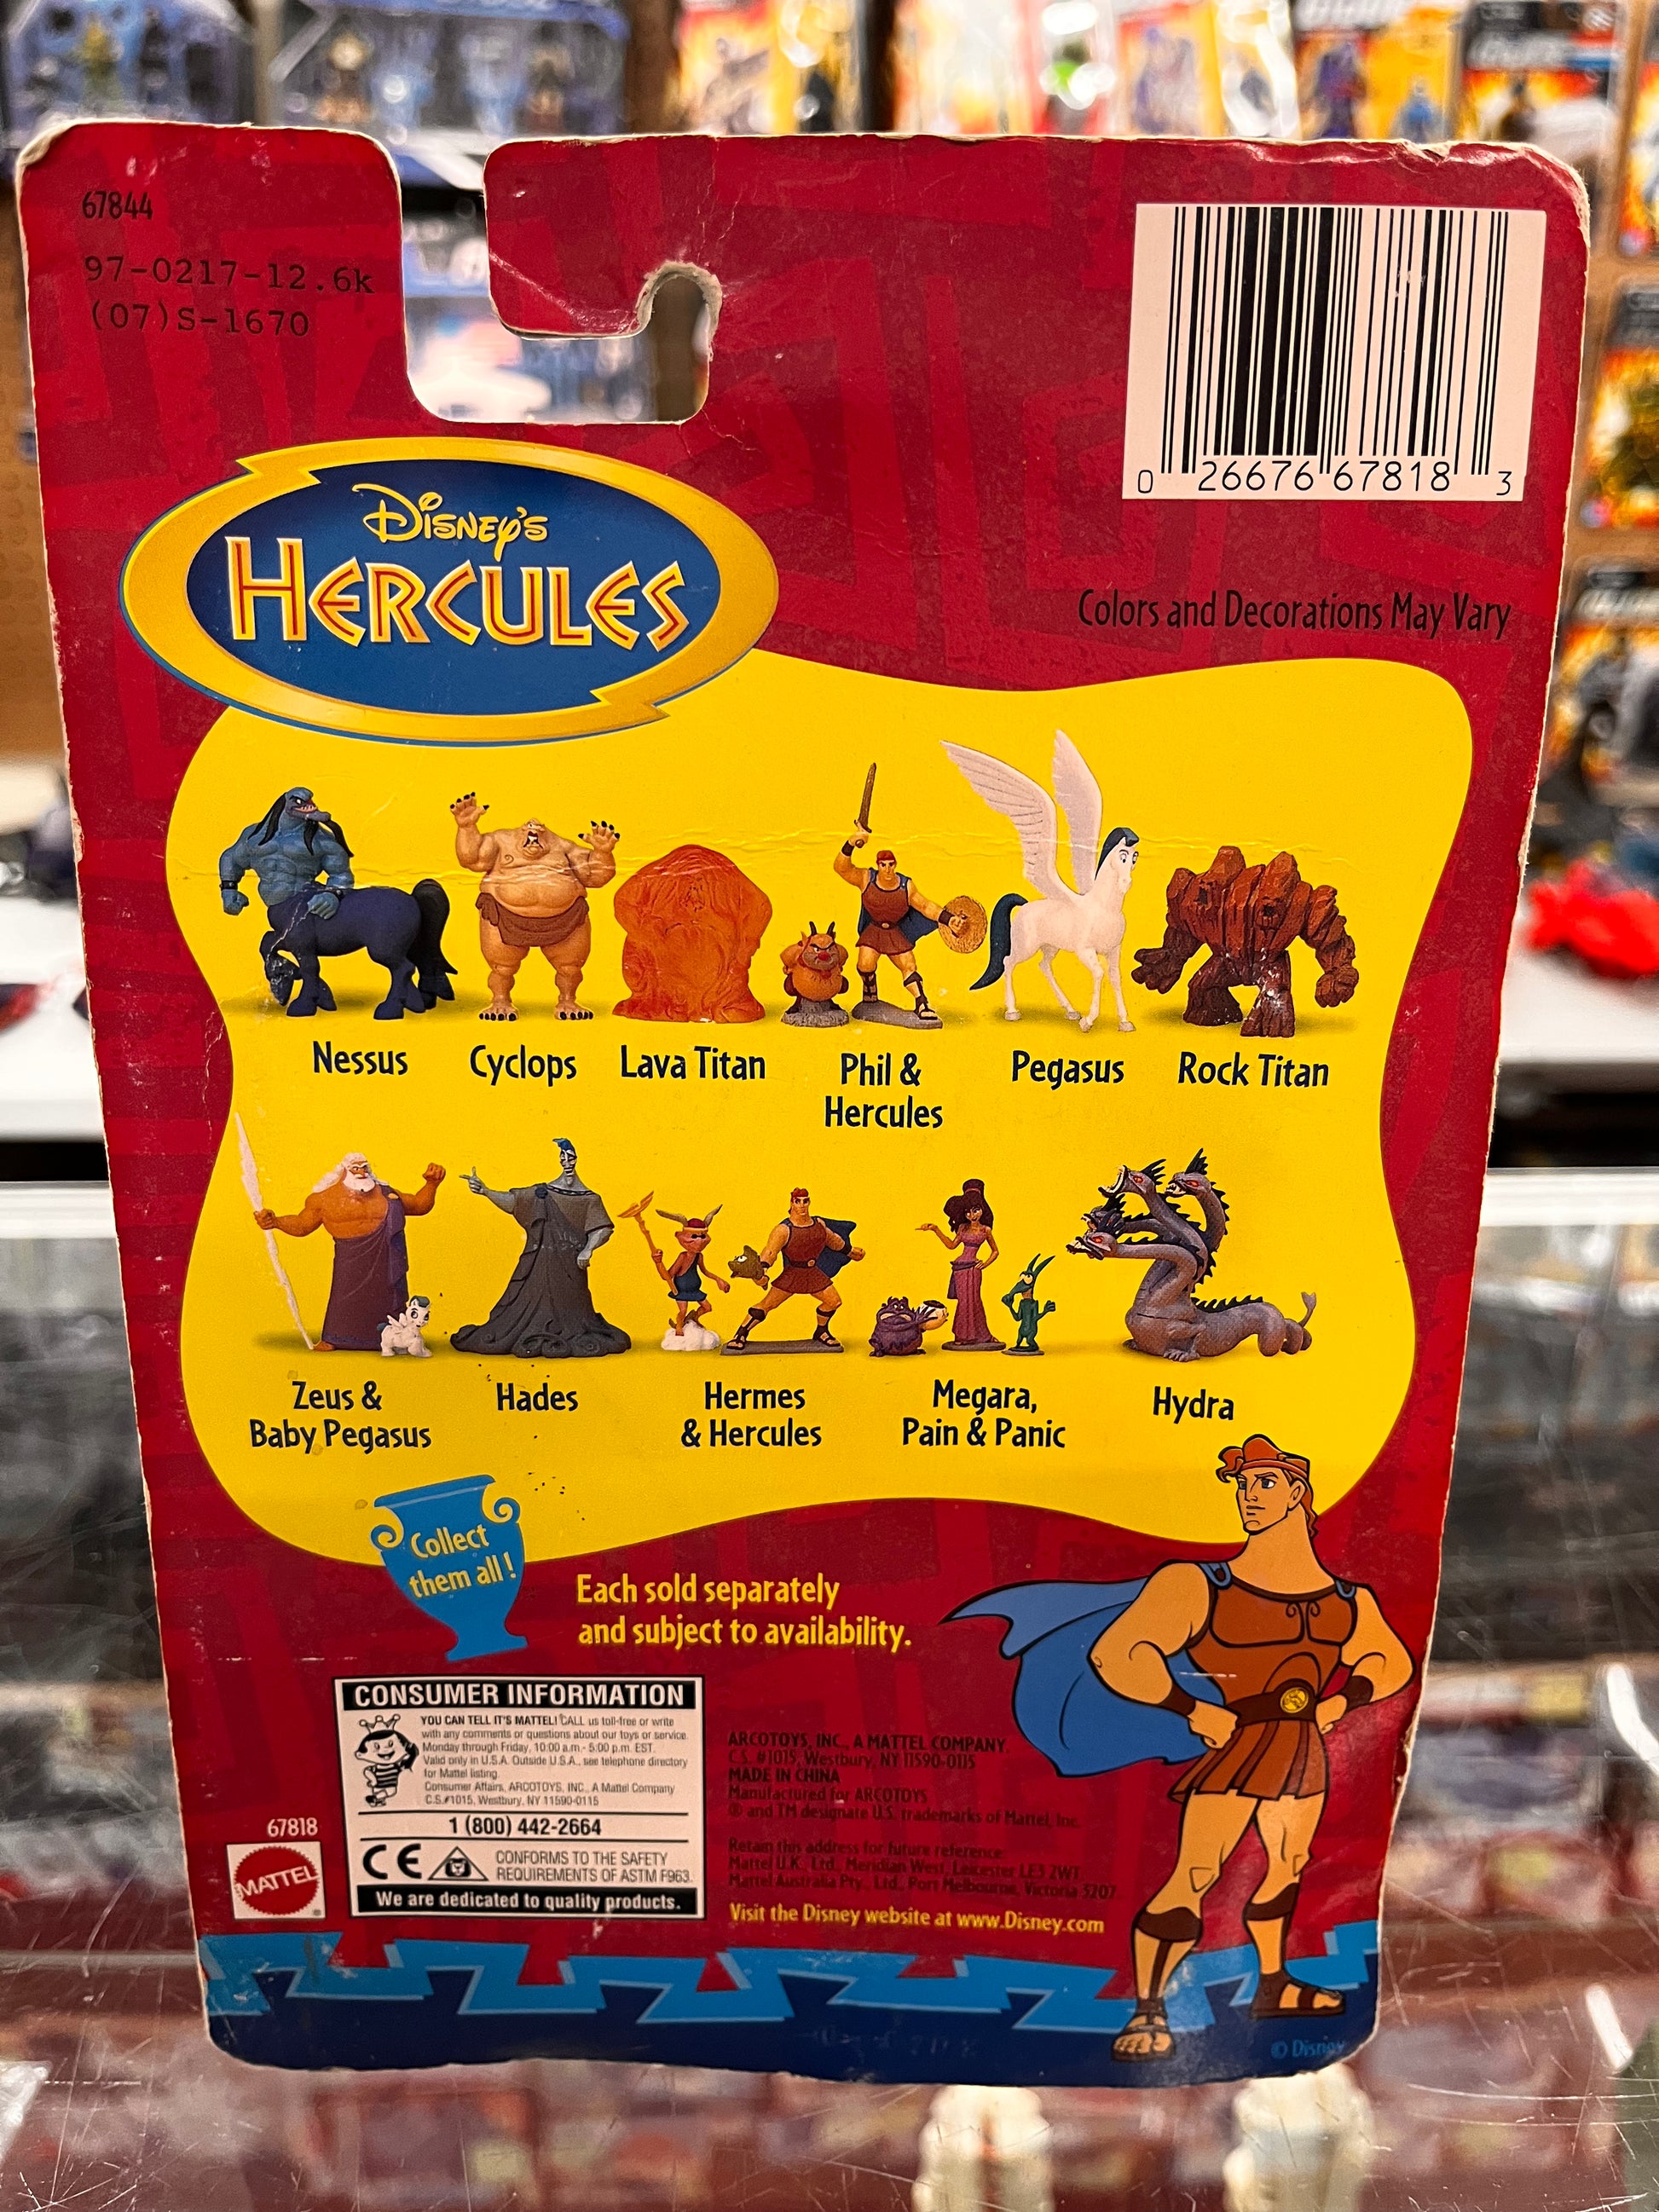 67844
97-0217-12.6k
(07)S-1670
0 26676 67818 3
Disney's
HERCULES
Colors and Decorations May Vary
Nessus
Cyclops
Lava Titan
Phil &
Hercules
Pegasus
Rock Titan
Zeus &
Baby Pegasus
Hades
Hermes
& Hercules
Megara,
Pain & Panic
Hydra
Collect
them all!
Each sold separately
and subject to availability.
CONSUMER INFORMATION
YOU CAN TELL IT'S MATTEL! CALL us toll-free or write
with any comments or questions about our toys or service.
Monday through Friday, 10:00 a.m.- 5:00 p.m. EST.
Valid only in U.S.A. Outside U.S.A., see telephone directory
for Mattel listing.
Consumer Affairs, ARCOTOYS, INC., A Mattel Company
C.S.#1015, Westbury, NY 11590-0115
1 (800) 442-2664
CE
CONFORMS TO THE SAFETY
REQUIREMENTS OF ASTM F963.
We are dedicated to quality products.
67818
MATTEL
®
ARCOTOYS, INC., A MATTEL COMPANY
C.S. #1015, Westbury, NY 11590-0115
MADE IN CHINA
Manufactured for ARCOTOYS
® and TM designate U.S. trademarks of Mattel, Inc.
Retain this address for future reference:
Mattel U.K. Ltd., Meridian West, Leicester LE3 2WT
Mattel Australia Pty., Ltd., Port Melbourne, Victoria 3207
Visit the Disney website at www.Disney.com
© Disney